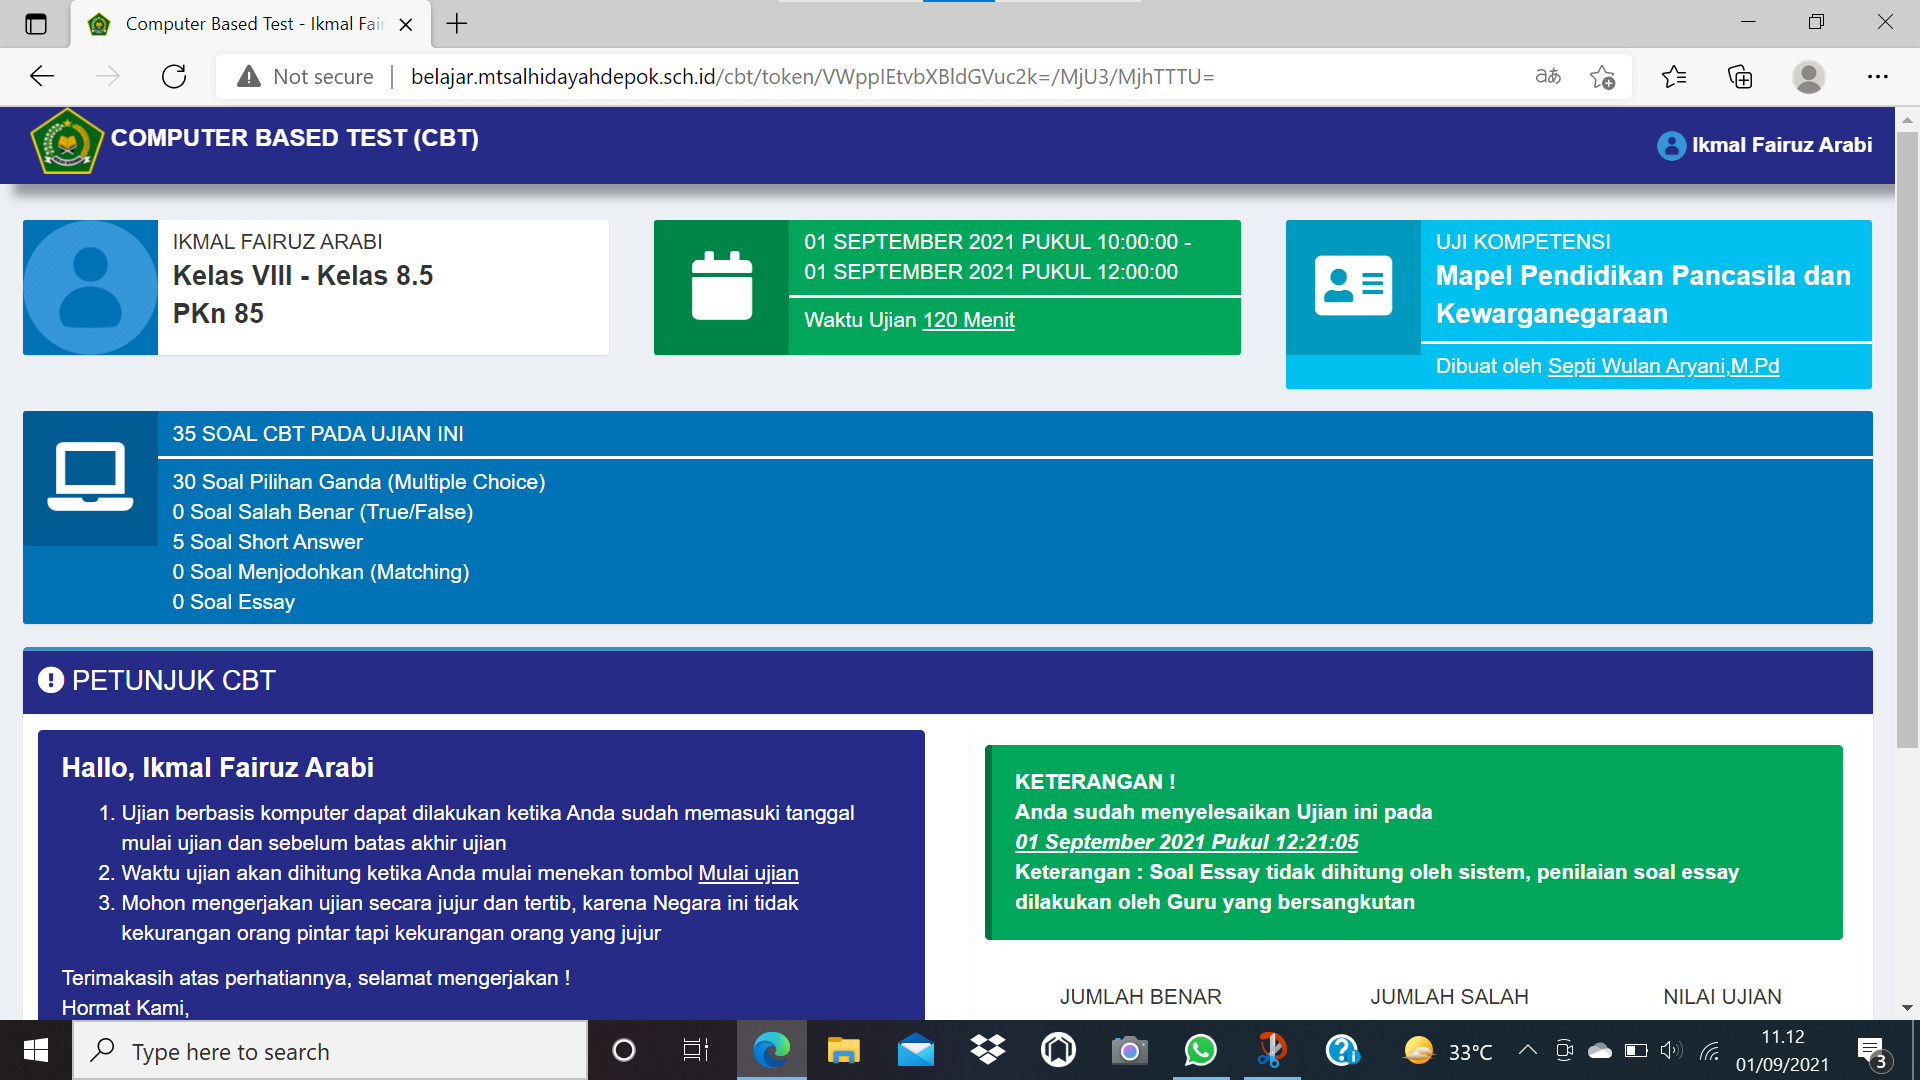 Computer Based Test - Ikmal Fair
Not secure
belajar.mtsalhidayahdepok.sch.id/cbt/token/VWppIEtvbXBldGVuc2k=/MjU3/MjhTTTU=
COMPUTER BASED TEST (CBT)
Ikmal Fairuz Arabi
IKMAL FAIRUZ ARABI
Kelas VIII - Kelas 8.5
PKn 85
01 SEPTEMBER 2021 PUKUL 10:00:00 -
01 SEPTEMBER 2021 PUKUL 12:00:00
Waktu Ujian 120 Menit
UJI KOMPETENSI
Mapel Pendidikan Pancasila dan
Kewarganegaraan
Dibuat oleh Septi Wulan Aryani,M.Pd
35 SOAL CBT PADA UJIAN INI
30 Soal Pilihan Ganda (Multiple Choice)
0 Soal Salah Benar (True/False)
5 Soal Short Answer
0 Soal Menjodohkan (Matching)
0 Soal Essay
PETUNJUK CBT
Hallo, Ikmal Fairuz Arabi
1. Ujian berbasis komputer dapat dilakukan ketika Anda sudah memasuki tanggal
mulai ujian dan sebelum batas akhir ujian
2. Waktu ujian akan dihitung ketika Anda mulai menekan tombol Mulai ujian
3. Mohon mengerjakan ujian secara jujur dan tertib, karena Negara ini tidak
kekurangan orang pintar tapi kekurangan orang yang jujur
Terimakasih atas perhatiannya, selamat mengerjakan !
Hormat Kami,
KETERANGAN !
Anda sudah menyelesaikan Ujian ini pada
01 September 2021 Pukul 12:21:05
Keterangan : Soal Essay tidak dihitung oleh sistem, penilaian soal essay
dilakukan oleh Guru yang bersangkutan
JUMLAH BENAR
JUMLAH SALAH
NILAI UJIAN
Type here to search
33°C
11.12
01/09/2021
3